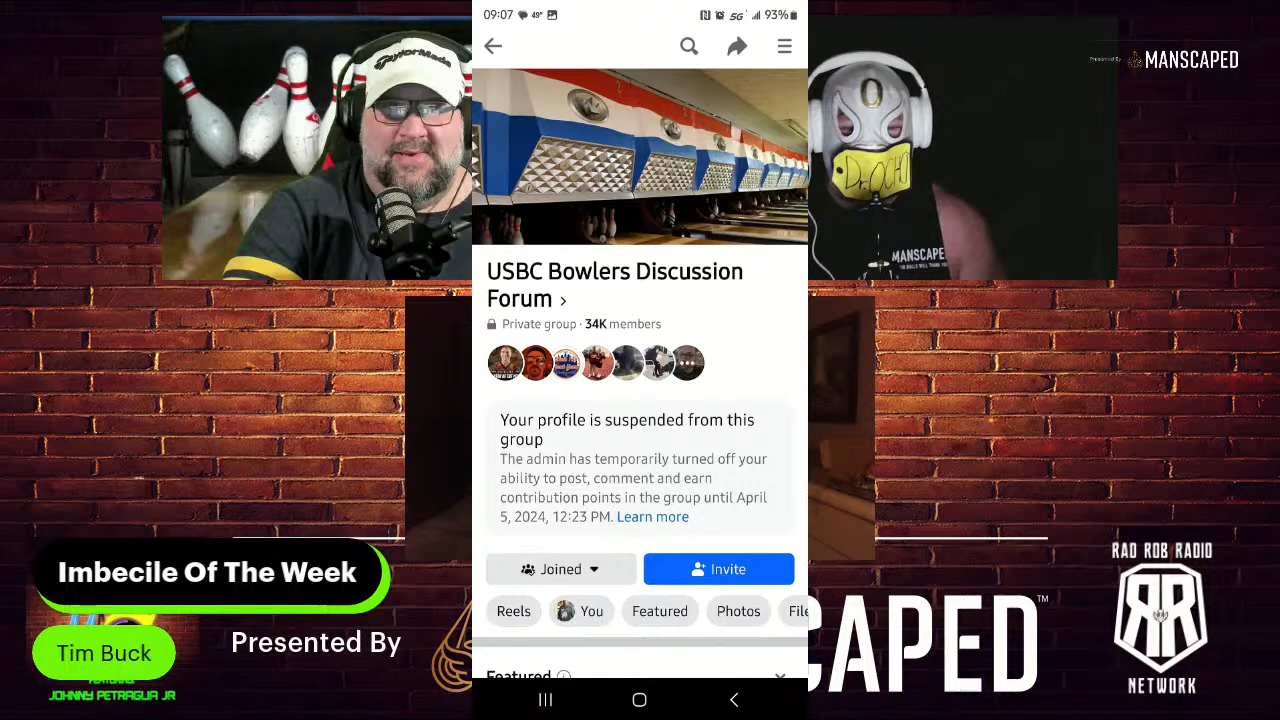 09:07
49°
5G
93%
TaylorMade
Presented By
MANSCAPED
O
Dr. OCHO
MANSCAPED
USBC Bowlers Discussion
Forum >
Private group · 34K members
Your profile is suspended from this
group
The admin has temporarily turned off your
ability to post, comment and earn
contribution points in the group until April
5, 2024, 12:23 PM. Learn more
Joined
Invite
Reels
You
Featured
Photos
File
Featured
Imbecile Of The Week
Tim Buck
JOHNNY PETRAGLIA JR
Presented By
CAPED™
RAD ROB RADIO
RR
NETWORK